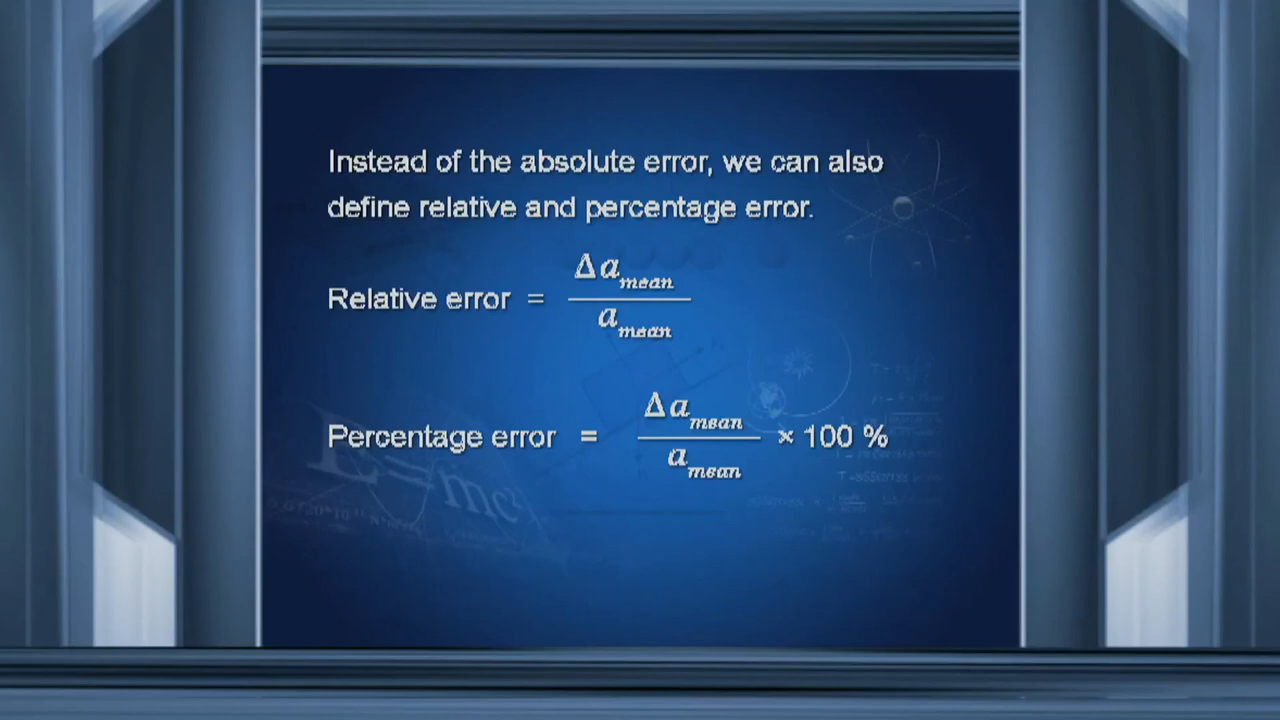 Instead of the absolute error, we can also
define relative and percentage error.
Relative error = Δa_mean / a_mean
Percentage error = Δa_mean / a_mean × 100 %
E=mc²